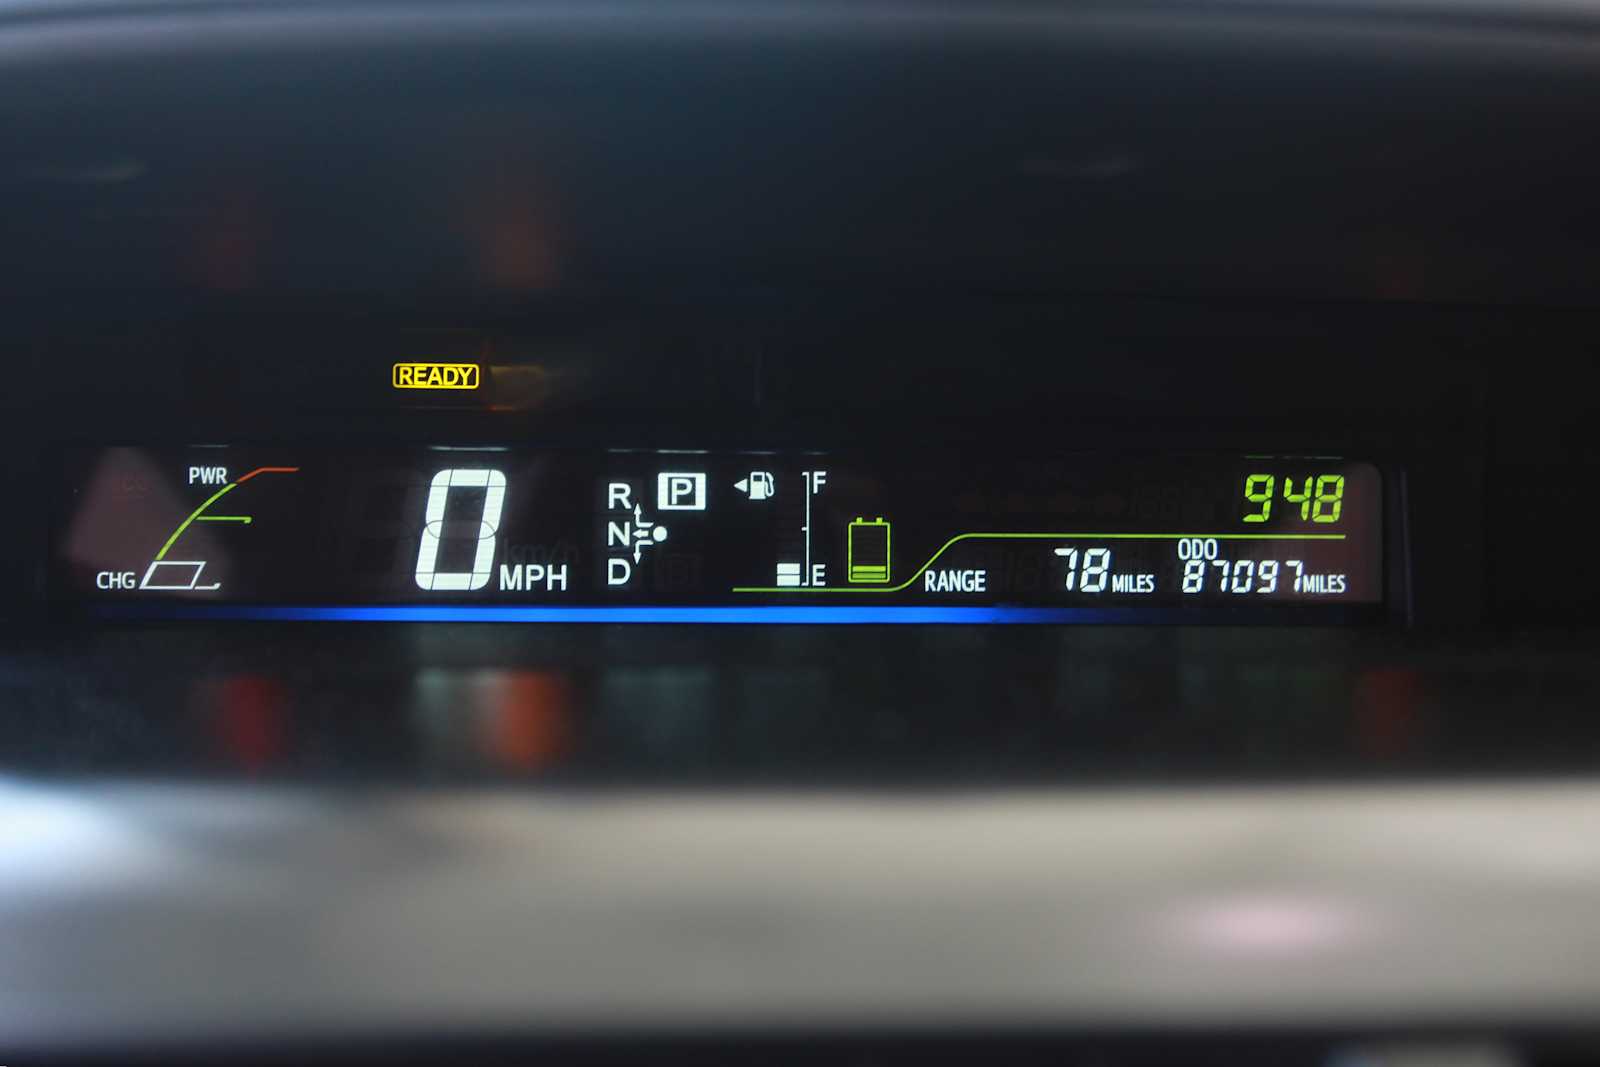 READY
PWR
CHG
0 MPH
R
N
D
P
F
E
948
RANGE 78 MILES
ODO
87097 MILES